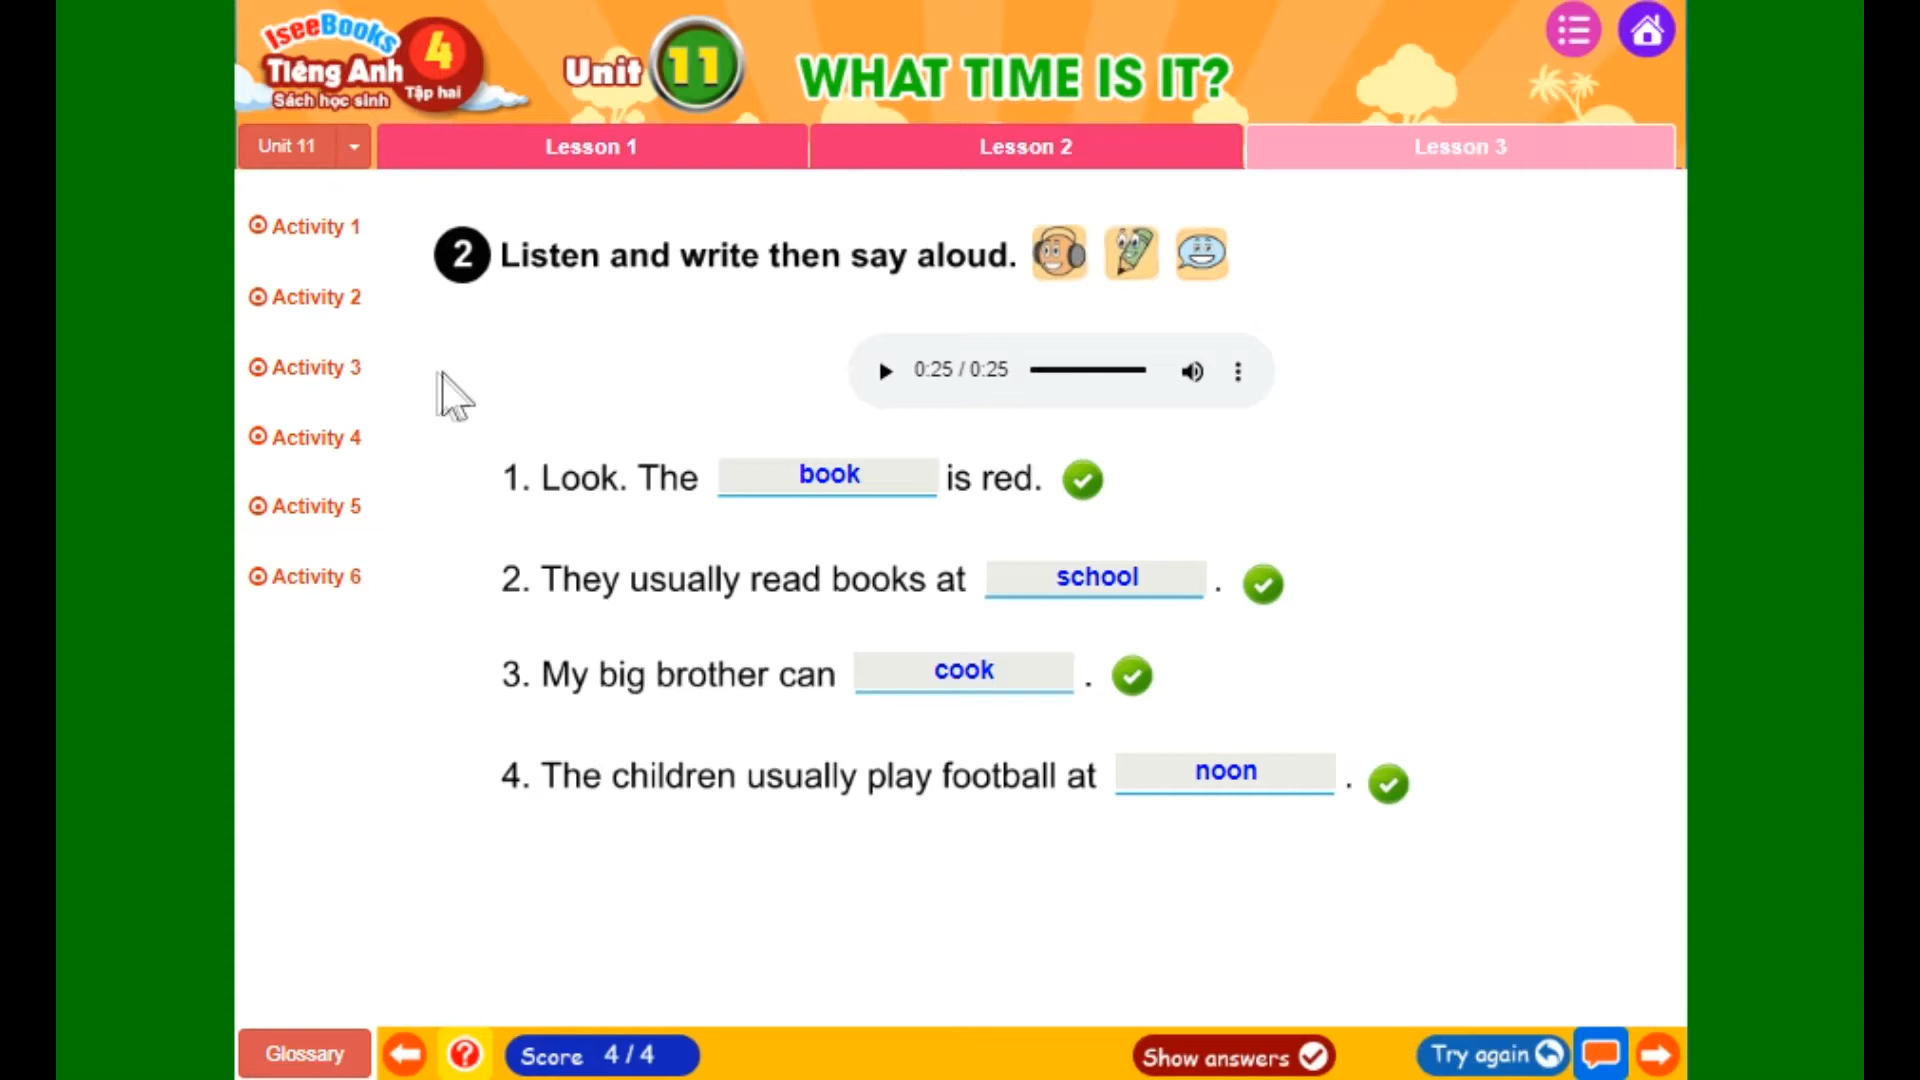 IseeBooks
Tiếng Anh 4
Sách học sinh Tập hai
Unit 11 WHAT TIME IS IT?
Unit 11 Lesson 1 Lesson 2 Lesson 3
Activity 1
Activity 2
Activity 3
Activity 4
Activity 5
Activity 6
2 Listen and write then say aloud.
0:25 / 0:25
1. Look. The book is red.
2. They usually read books at school .
3. My big brother can cook .
4. The children usually play football at noon .
Glossary ? Score 4 / 4 Show answers Try again